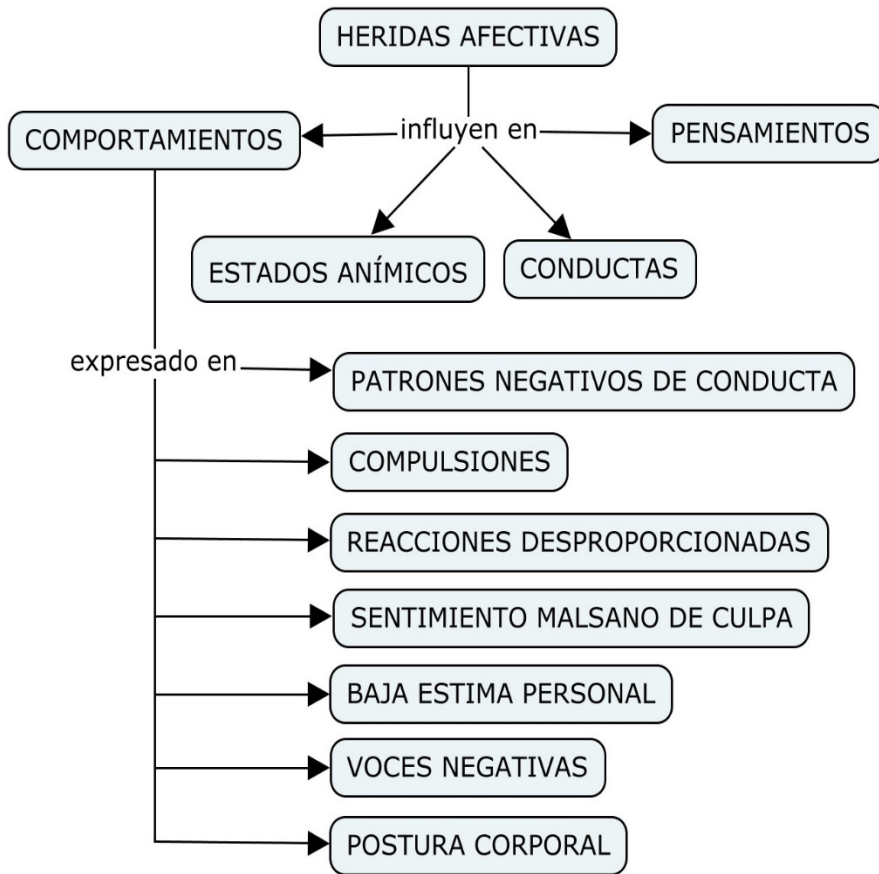 HERIDAS AFECTIVAS
influyen en
COMPORTAMIENTOS
PENSAMIENTOS
ESTADOS ANÍMICOS
CONDUCTAS
expresado en
PATRONES NEGATIVOS DE CONDUCTA
COMPULSIONES
REACCIONES DESPROPORCIONADAS
SENTIMIENTO MALSANO DE CULPA
BAJA ESTIMA PERSONAL
VOCES NEGATIVAS
POSTURA CORPORAL